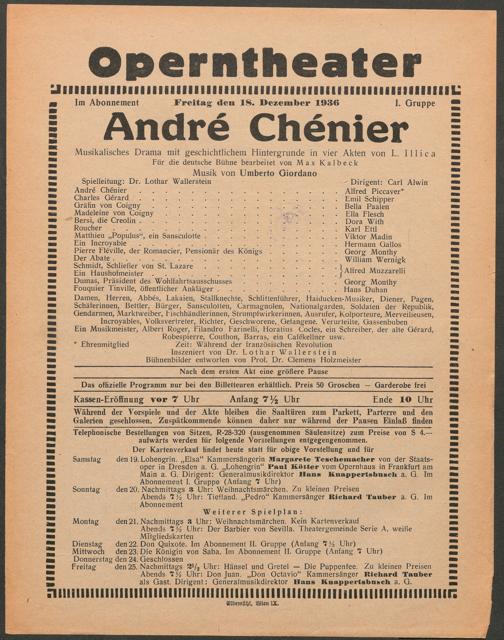 Operntheater
Im Abonnement Freitag den 18. Dezember 1936 I. Gruppe
André Chénier
Musikalisches Drama mit geschichtlichem Hintergrunde in vier Akten von L. Illica
Für die deutsche Bühne bearbeitet von Max Kalbeck
Musik von Umberto Giordano
Spielleitung: Dr. Lothar Wallerstein Dirigent: Carl Alwin
André Chénier . . . Alfred Piccaver*
Charles Gérard . . . Emil Schipper
Gräfin von Coigny . . . Bella Paalen
Madeleine von Coigny . . . Ella Flesch
Bersi, die Creolin . . . Dora With
Roucher . . . Karl Ettl
Matthieu „Populus", ein Sansculotte . . . Viktor Madin
Ein Incroyable . . . Hermann Gallos
Pierre Fléville, der Romancier, Pensionär des Königs . . . Georg Monthy
Der Abate . . . William Wernigk
Schmidt, Schließer von St. Lazare . . .
Ein Haushofmeister . . . } Alfred Muzzarelli
Dumas, Präsident des Wohlfahrtsausschusses . . . Georg Monthy
Fouquier Tinville, öffentlicher Ankläger . . . Hans Duhan
Damen, Herren, Abbés, Lakaien, Stallknechte, Schlittenführer, Haiducken-Musiker, Diener, Pagen,
Schäferinnen, Bettler, Bürger, Sansculotten, Carmagnolen, Nationalgarden, Soldaten der Republik,
Gendarmen, Marktweiber, Fischhändlerinnen, Strumpfwirkerinnen, Ausrufer, Kolporteure, Merveilleusen,
Incroyables, Volksvertreter, Richter, Geschworene, Gefangene. Verurteilte, Gassenbuben
Ein Musikmeister, Albert Roger, Filandro Farinelli, Horatius Cocles, ein Schreiber, der alte Gérard,
Robespierre, Couthon, Barras, ein Cafékellner usw.
* Ehrenmitglied Zeit: Während der französischen Revolution
Inszeniert von Dr. Lothar Wallerstein
Bühnenbilder entworfen von Prof. Dr. Clemens Holzmeister
Nach dem ersten Akt eine größere Pause
Das offizielle Programm nur bei den Billetteuren erhältlich. Preis 50 Groschen — Garderobe frei
Kassen-Eröffnung vor 7 Uhr Anfang 7½ Uhr Ende 10 Uhr
Während der Vorspiele und der Akte bleiben die Saaltüren zum Parkett, Parterre und den
Galerien geschlossen, Zuspätkommende können daher nur während der Pausen Einlaß finden
Telephonische Bestellungen von Sitzen, R-28-320 (ausgenommen Säulensitze) zum Preise von S 4.—
aufwärts werden für folgende Vorstellungen entgegengenommen.
Der Kartenverkauf findet heute statt für obige Vorstellung und für
Samstag den 19. Lohengrin. „Elsa" Kammersängerin Margarete Teschemacher von der Staats-
oper in Dresden a. G. „Lohengrin" Paul Kötter vom Opernhaus in Frankfurt am
Main a. G. Dirigent: Generalmusikdirektor Hans Knappertsbusch a. G. Im
Abonnement I. Gruppe (Anfang 7 Uhr)
Sonntag den 20. Nachmittags 3 Uhr: Weihnachtsmärchen. Zu kleinen Preisen
Abends 7½ Uhr: Tiefland. „Pedro" Kammersänger Richard Tauber a. G. Im
Abonnement
Weiterer Spielplan:
Montag den 21. Nachmittags 3 Uhr: Weihnachtsmärchen. Kein Kartenverkauf
Abends 7½ Uhr: Der Barbier von Sevilla. Theatergemeinde Serie A, weiße
Mitgliedskarten
Dienstag den 22. Don Quixote. Im Abonnement II. Gruppe (Anfang 7½ Uhr)
Mittwoch den 23. Die Königin von Saba. Im Abonnement II. Gruppe (Anfang 7 Uhr)
Donnerstag den 24. Geschlossen
Freitag den 25. Nachmittags 2½ Uhr: Hänsel und Gretel — Die Puppenfee. Zu kleinen Preisen
Abends 7½ Uhr: Don Juan. „Don Octavio" Kammersänger Richard Tauber
als Gast. Dirigent: Generalmusikdirektor Hans Knappertsbusch a. G.
Elbemühl, Wien IX.